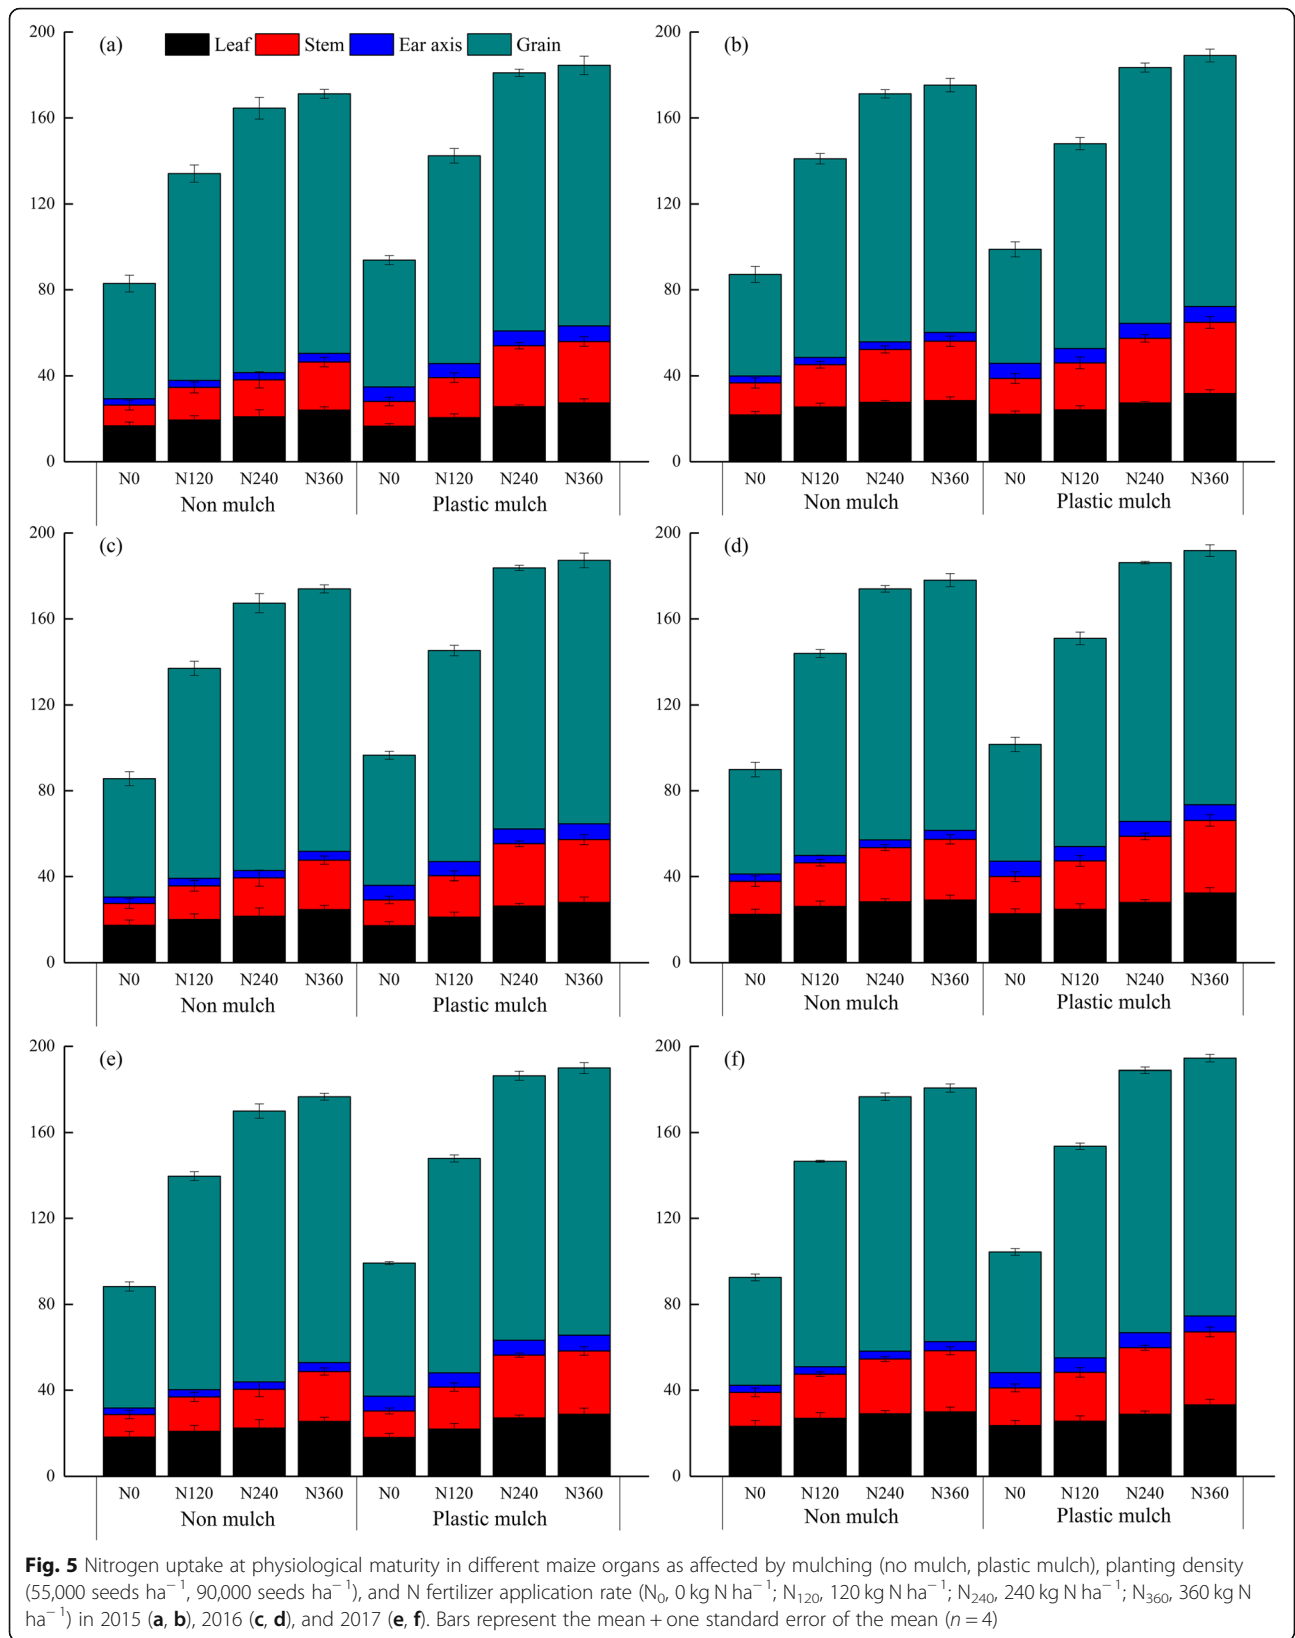 200
160
120
80
40
0
(a)
Leaf Stem Ear axis Grain
N0 N120 N240 N360 N0 N120 N240 N360
Non mulch Plastic mulch
200
160
120
80
40
0
(b)
N0 N120 N240 N360 N0 N120 N240 N360
Non mulch Plastic mulch
200
160
120
80
40
0
(c)
N0 N120 N240 N360 N0 N120 N240 N360
Non mulch Plastic mulch
200
160
120
80
40
0
(d)
N0 N120 N240 N360 N0 N120 N240 N360
Non mulch Plastic mulch
200
160
120
80
40
0
(e)
N0 N120 N240 N360 N0 N120 N240 N360
Non mulch Plastic mulch
200
160
120
80
40
0
(f)
N0 N120 N240 N360 N0 N120 N240 N360
Non mulch Plastic mulch
Fig. 5 Nitrogen uptake at physiological maturity in different maize organs as affected by mulching (no mulch, plastic mulch), planting density
(55,000 seeds ha⁻¹, 90,000 seeds ha⁻¹), and N fertilizer application rate (N₀, 0 kg N ha⁻¹; N₁₂₀, 120 kg N ha⁻¹; N₂₄₀, 240 kg N ha⁻¹; N₃₆₀, 360 kg N
ha⁻¹) in 2015 (a, b), 2016 (c, d), and 2017 (e, f). Bars represent the mean + one standard error of the mean (n = 4)